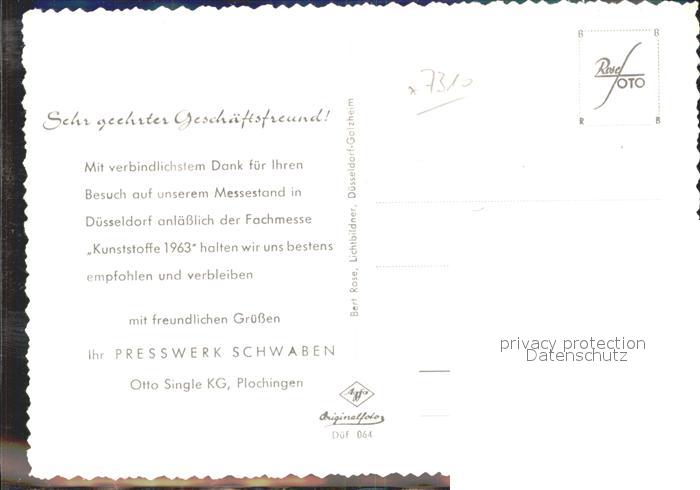 Sehr geehrter Geschäftsfreund!
Mit verbindlichstem Dank für Ihren
Besuch auf unserem Messestand in
Düsseldorf anläßlich der Fachmesse
„Kunststoffe 1963" halten wir uns bestens
empfohlen und verbleiben
mit freundlichen Grüßen
Ihr PRESSWERK SCHWABEN
Otto Single KG, Plochingen
Bert Rose, Lichtbildner, Düsseldorf-Golzheim
Agfa
Originalfoto
Düf 064
7310
B B
Rose
FOTO
R B
privacy protection
Datenschutz